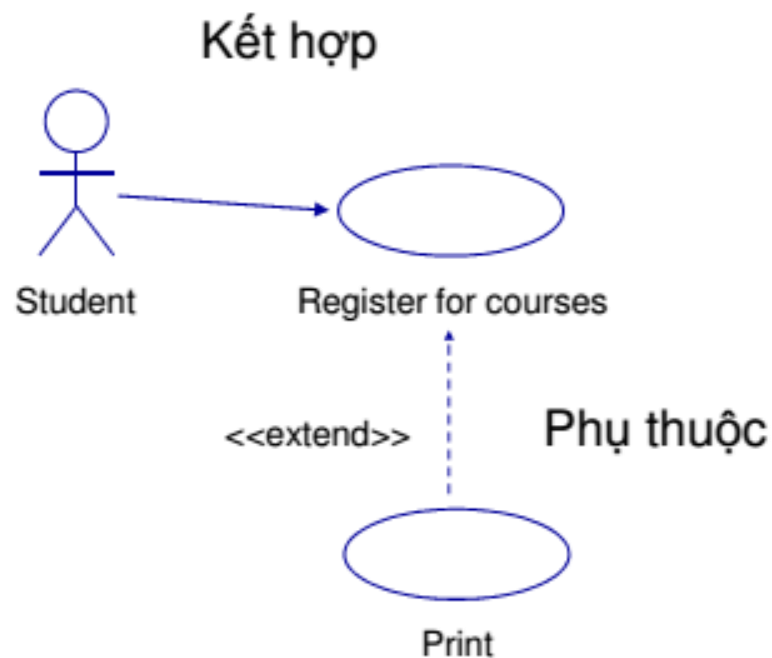 Kết hợp
Student
Register for courses
<<extend>>
Phụ thuộc
Print